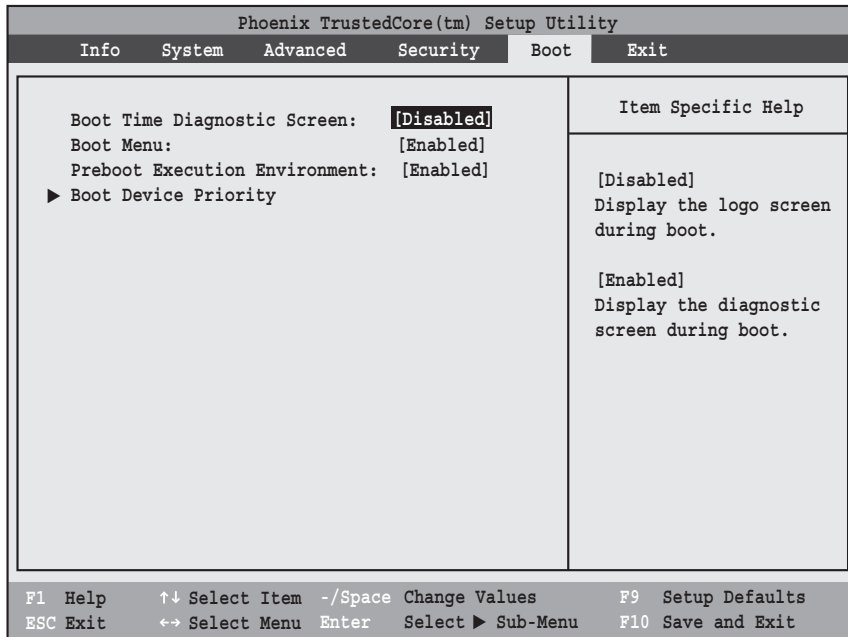 Phoenix TrustedCore(tm) Setup Utility
Info System Advanced Security Boot Exit
Boot Time Diagnostic Screen: [Disabled]
Boot Menu: [Enabled]
Preboot Execution Environment: [Enabled]
▶ Boot Device Priority
Item Specific Help
[Disabled]
Display the logo screen
during boot.
[Enabled]
Display the diagnostic
screen during boot.
F1 Help ↑↓ Select Item -/Space Change Values F9 Setup Defaults
ESC Exit ←→ Select Menu Enter Select ▶ Sub-Menu F10 Save and Exit